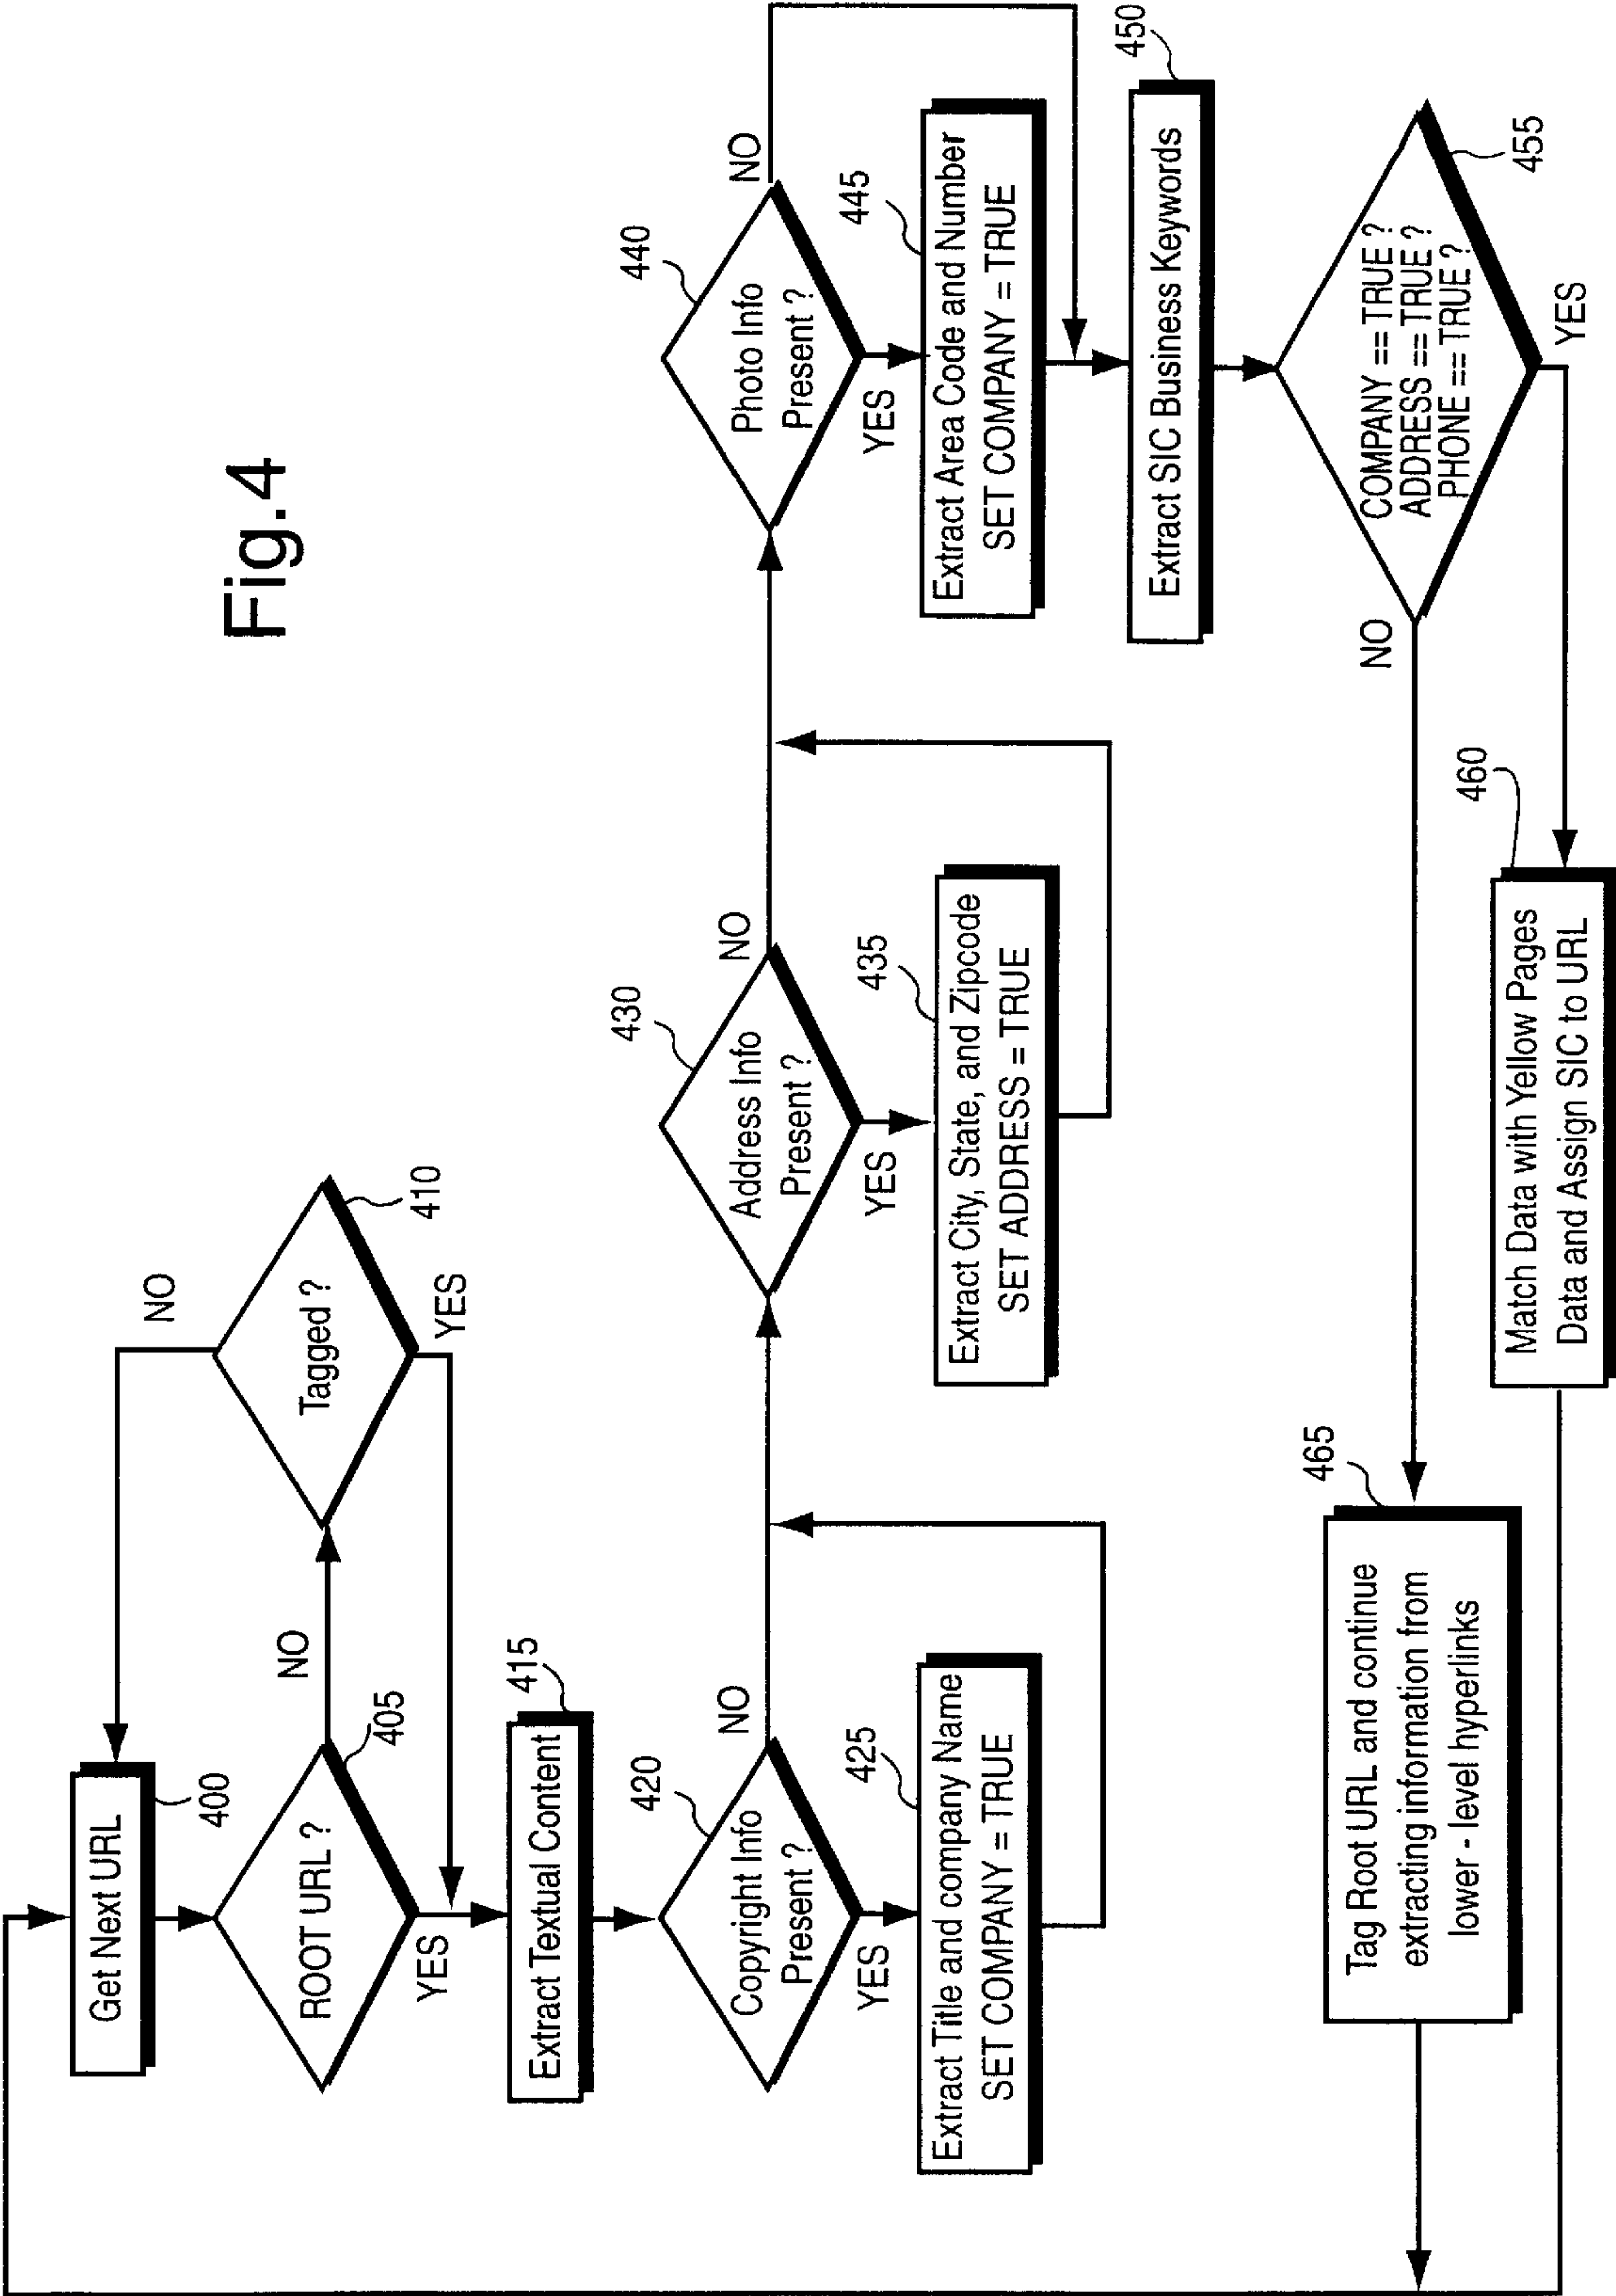 Fig.4
Get Next URL
400
ROOT URL ?
405
NO
YES
Tagged ?
410
NO
YES
Extract Textual Content
415
Copyright Info
Present ?
420
NO
YES
Extract Title and company Name
SET COMPANY = TRUE
425
Address Info
Present ?
430
NO
YES
Extract City, State, and Zipcode
SET ADDRESS = TRUE
435
Photo Info
Present ?
440
NO
YES
Extract Area Code and Number
SET COMPANY = TRUE
445
Extract SIC Business Keywords
450
COMPANY == TRUE ?
ADDRESS == TRUE ?
PHONE == TRUE ?
455
NO
YES
Match Data with Yellow Pages
Data and Assign SIC to URL
460
Tag Root URL and continue
extracting information from
lower - level hyperlinks
465